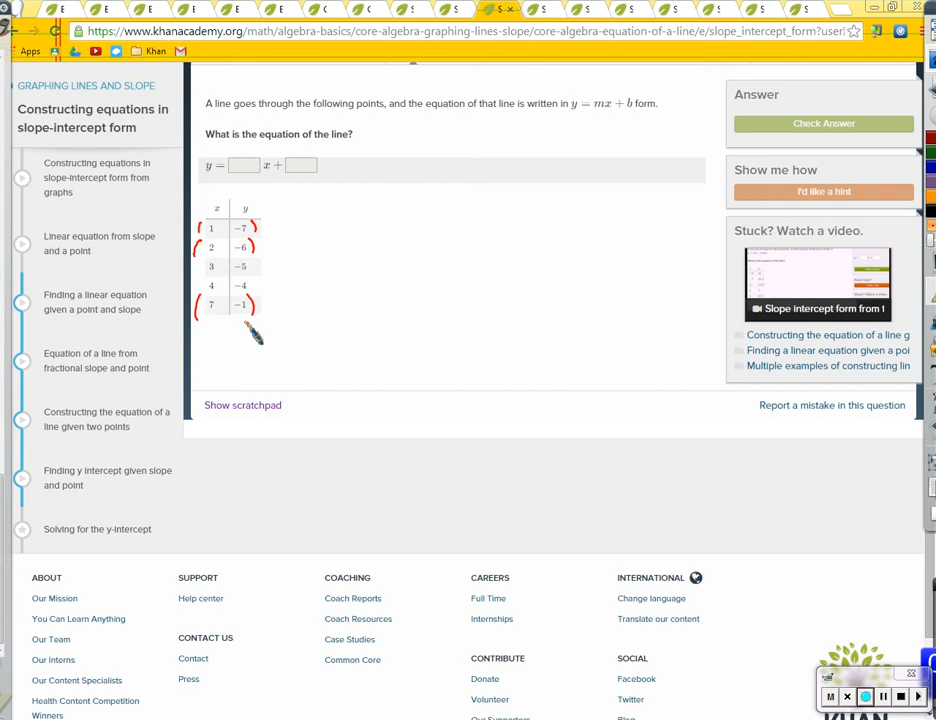 E E E E E E C C S S S S S S S S S
https://www.khanacademy.org/math/algebra-basics/core-algebra-graphing-lines-slope/core-algebra-equation-of-a-line/e/slope_intercept_form?user
Apps Khan
GRAPHING LINES AND SLOPE
Constructing equations in
slope-intercept form
Constructing equations in
slope-intercept form from
graphs
Linear equation from slope
and a point
Finding a linear equation
given a point and slope
Equation of a line from
fractional slope and point
Constructing the equation of a
line given two points
Finding y intercept given slope
and point
Solving for the y-intercept
A line goes through the following points, and the equation of that line is written in y = mx + b form.
What is the equation of the line?
y = x +
x y
1 −7
2 −6
3 −5
4 −4
7 −1
Show scratchpad
Report a mistake in this question
Answer
Check Answer
Show me how
I'd like a hint
Stuck? Watch a video.
Slope intercept form from t
Constructing the equation of a line g
Finding a linear equation given a poi
Multiple examples of constructing lin
ABOUT
Our Mission
You Can Learn Anything
Our Team
Our Interns
Our Content Specialists
Health Content Competition
Winners
SUPPORT
Help center
CONTACT US
Contact
Press
COACHING
Coach Reports
Coach Resources
Case Studies
Common Core
CAREERS
Full Time
Internships
CONTRIBUTE
Donate
Volunteer
Our Supporters
INTERNATIONAL
Change language
Translate our content
SOCIAL
Facebook
Twitter
Blog
M
KHAN